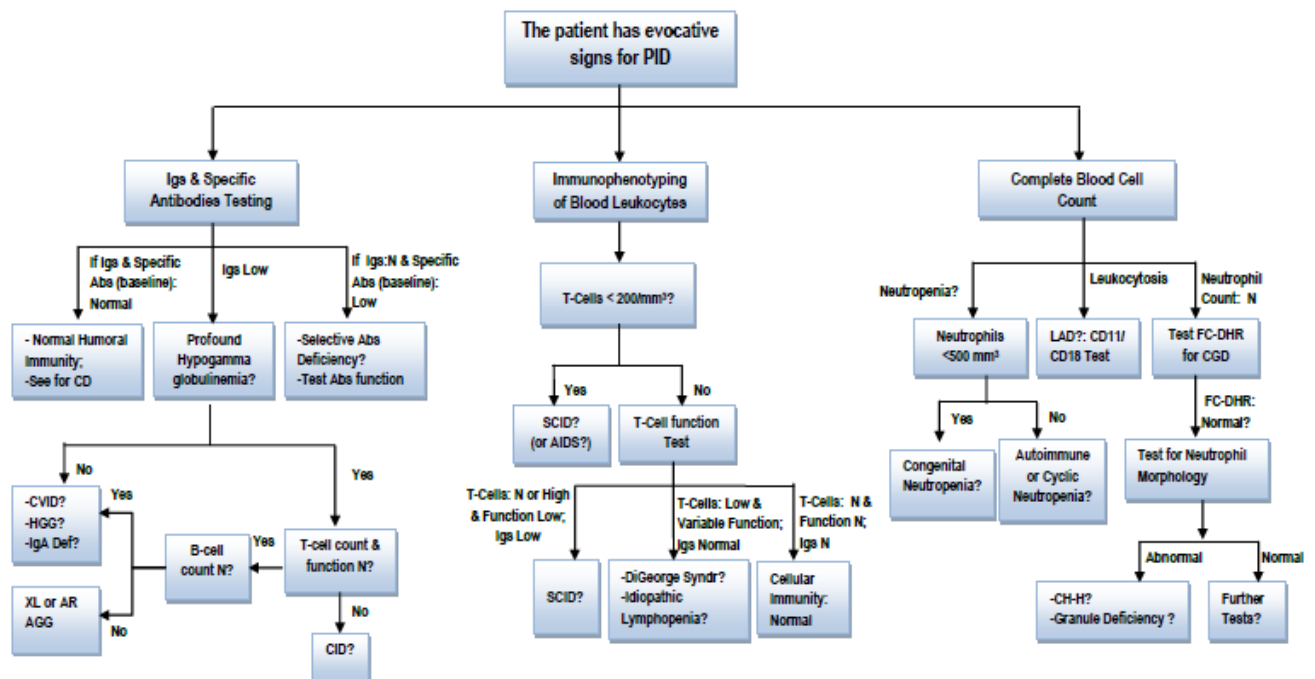 The patient has evocative
signs for PID
Igs & Specific
Antibodies Testing
If Igs & Specific
Abs (baseline):
Normal
Igs Low
If Igs:N & Specific
Abs (baseline):
Low
- Normal Humoral
Immunity;
-See for CD
Profound
Hypogamma
globulinemia?
-Selective Abs
Deficiency?
-Test Abs function
No
Yes
-CVID?
-HGG?
-IgA Def?
Yes
B-cell
count N?
Yes
T-cell count &
function N?
XL or AR
AGG
No
No
CID?
Immunophenotyping
of Blood Leukocytes
T-Cells < 200/mm³?
Yes
No
SCID?
(or AIDS?)
T-Cell function
Test
T-Cells: N or High
& Function Low;
Igs Low
T-Cells: Low &
Variable Function;
Igs Normal
T-Cells: N &
Function N;
Igs N
SCID?
-DiGeorge Syndr?
-Idiopathic
Lymphopenia?
Cellular
Immunity:
Normal
Complete Blood Cell
Count
Neutropenia?
Leukocytosis
Neutrophil
Count: N
Neutrophils
<500 mm³
LAD?: CD11/
CD18 Test
Test FC-DHR
for CGD
Yes
No
FC-DHR:
Normal?
Congenital
Neutropenia?
Autoimmune
or Cyclic
Neutropenia?
Test for Neutrophil
Morphology
Abnormal
Normal
-CH-H?
-Granule Deficiency ?
Further
Tests?